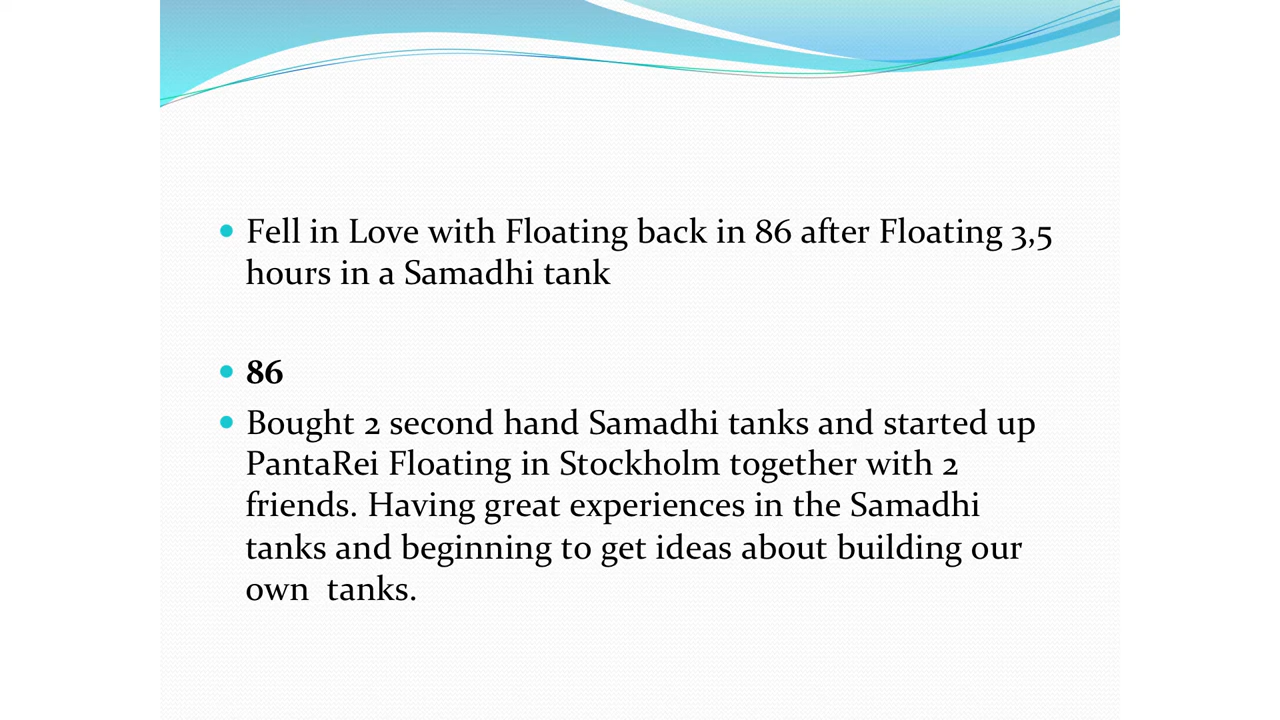 • Fell in Love with Floating back in 86 after Floating 3,5
hours in a Samadhi tank
• 86
• Bought 2 second hand Samadhi tanks and started up
PantaRei Floating in Stockholm together with 2
friends. Having great experiences in the Samadhi
tanks and beginning to get ideas about building our
own  tanks.